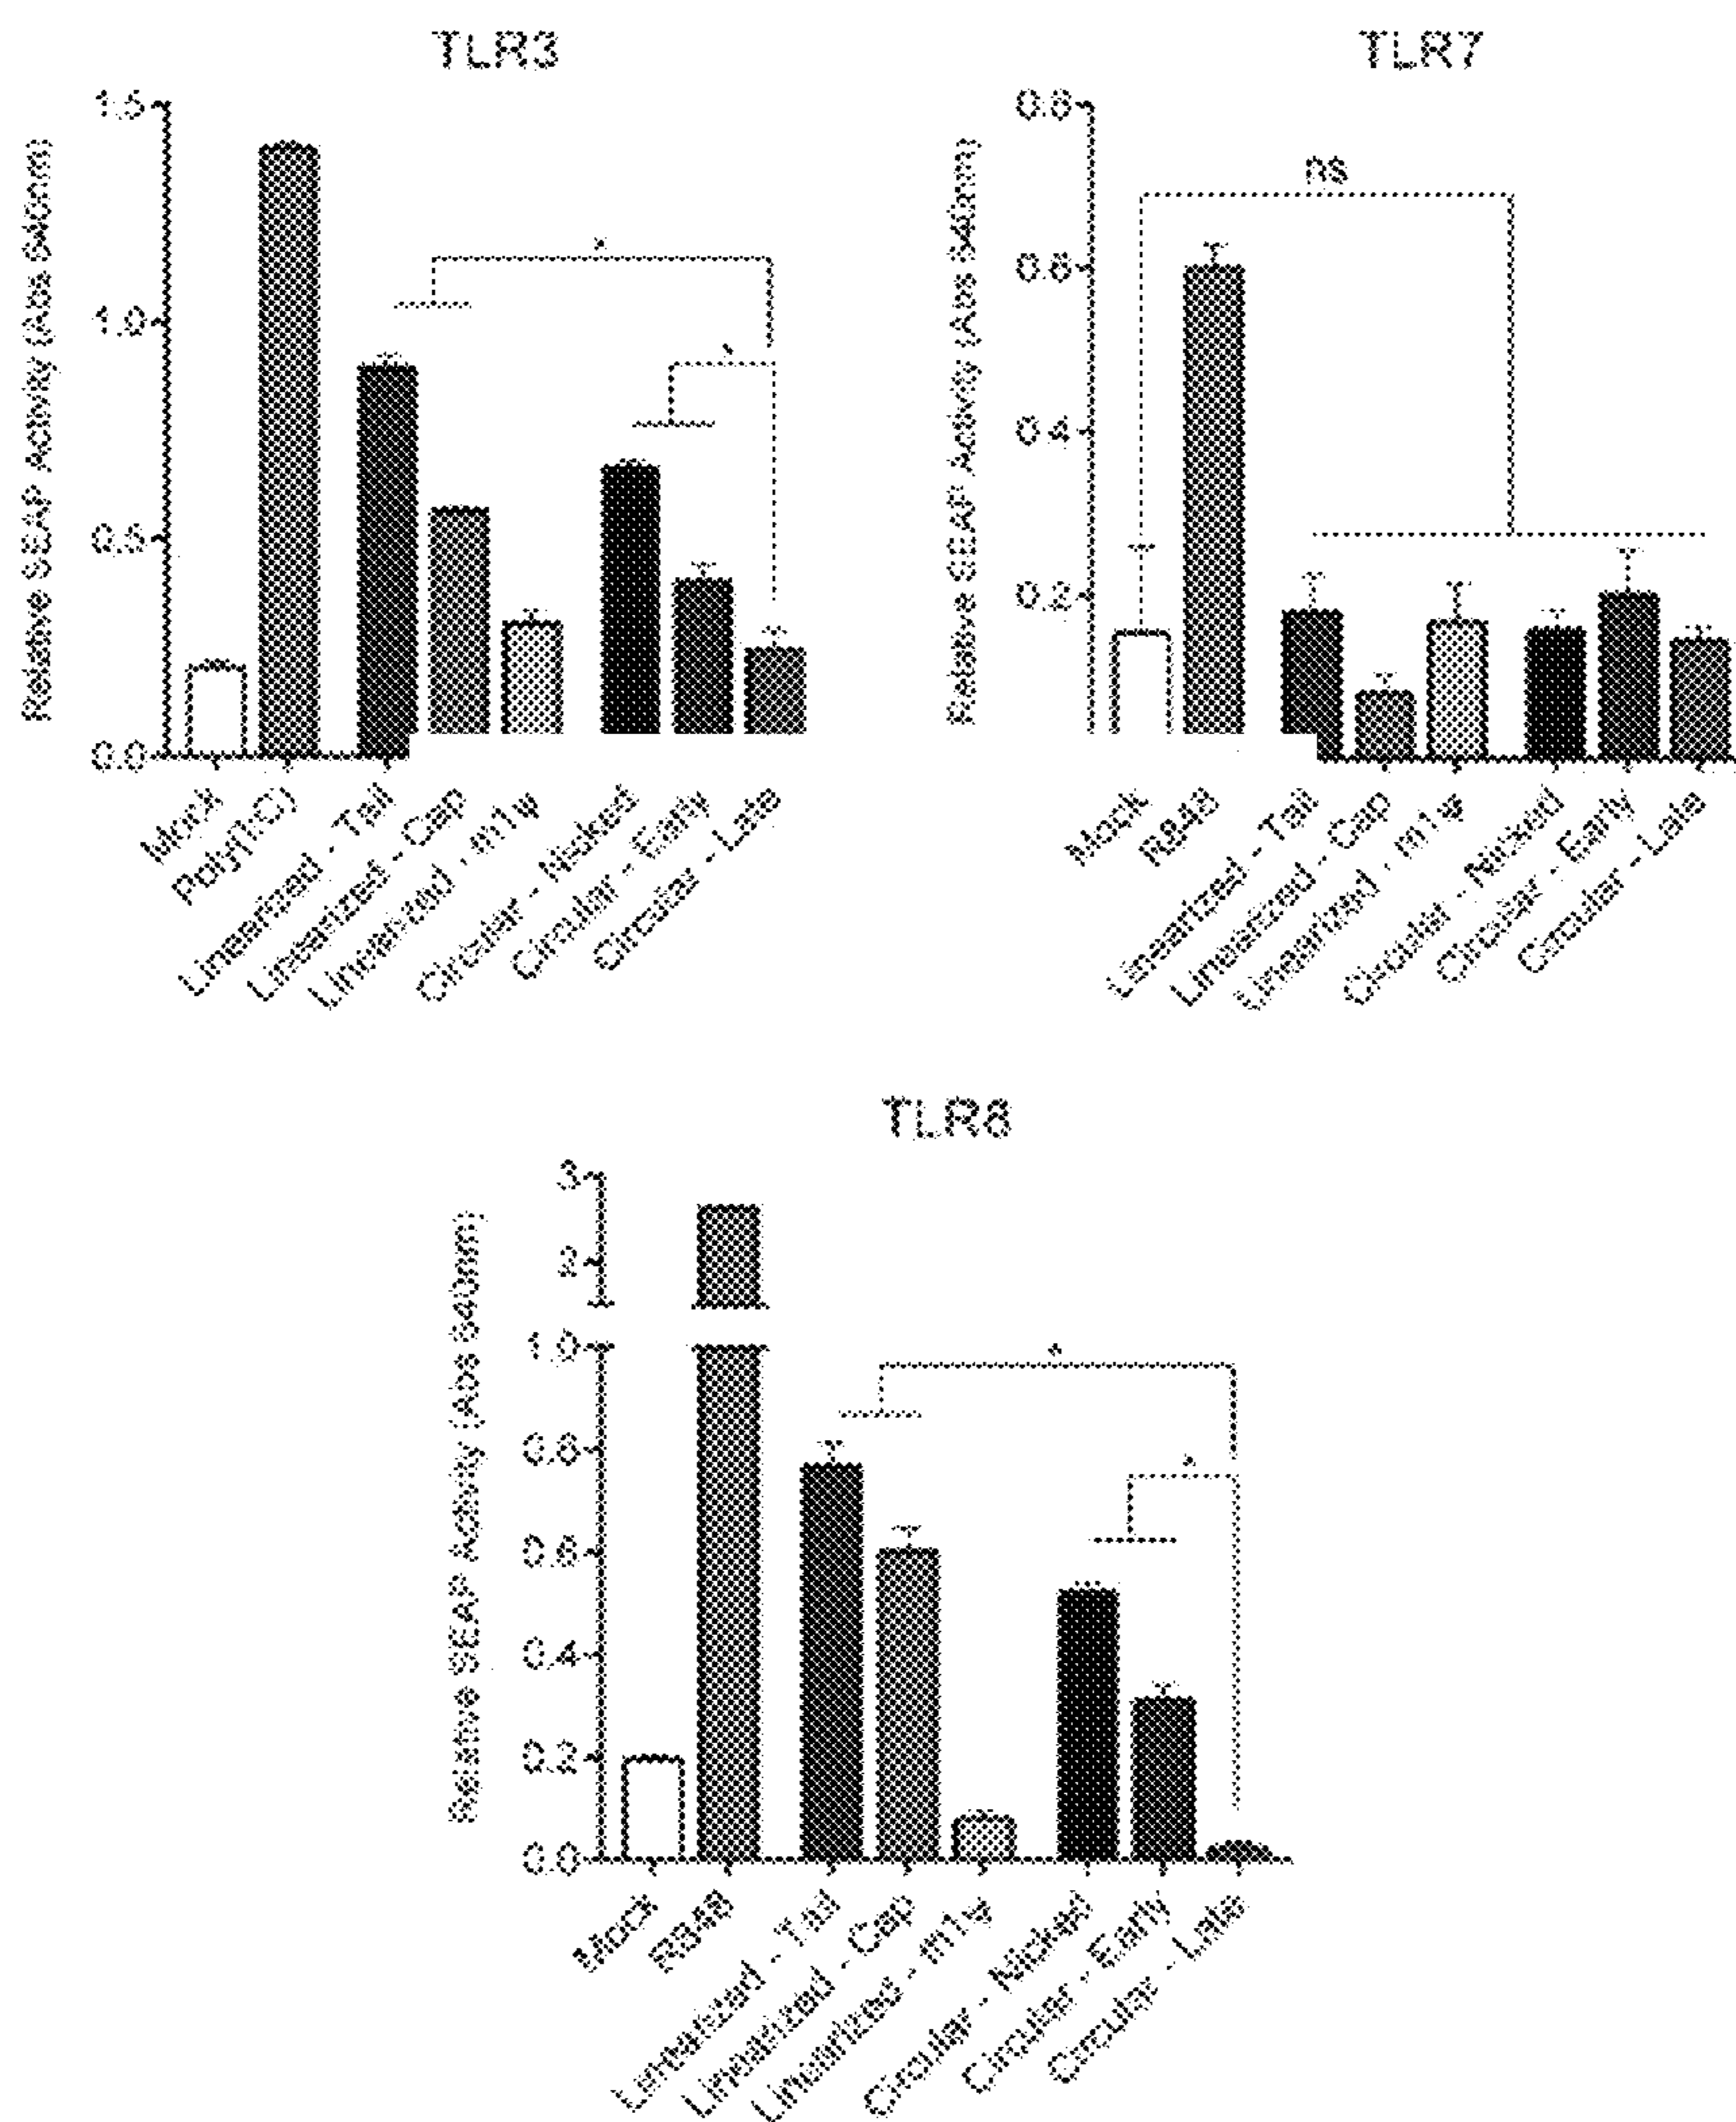 TLR3
Relative SEAP Activity (Abs 640nm)
1.5
1.0
0.5
0.0
Mock
Poly(I:C)
Linearized - Tail
Linearized - Cap
Linearized - m1ψ
Circular - Nicked
Circular - Early
Circular - Late
*
*
TLR7
Relative SEAP Activity (Abs 640nm)
0.8
0.6
0.4
0.2
ns
Mock
R848
Linearized - Tail
Linearized - Cap
Linearized - m1ψ
Circular - Nicked
Circular - Early
Circular - Late
TLR8
Relative SEAP Activity (Abs 640nm)
3
2
1.0
0.8
0.6
0.4
0.2
0.0
*
*
Mock
R848
Linearized - Tail
Linearized - Cap
Linearized - m1ψ
Circular - Nicked
Circular - Early
Circular - Late